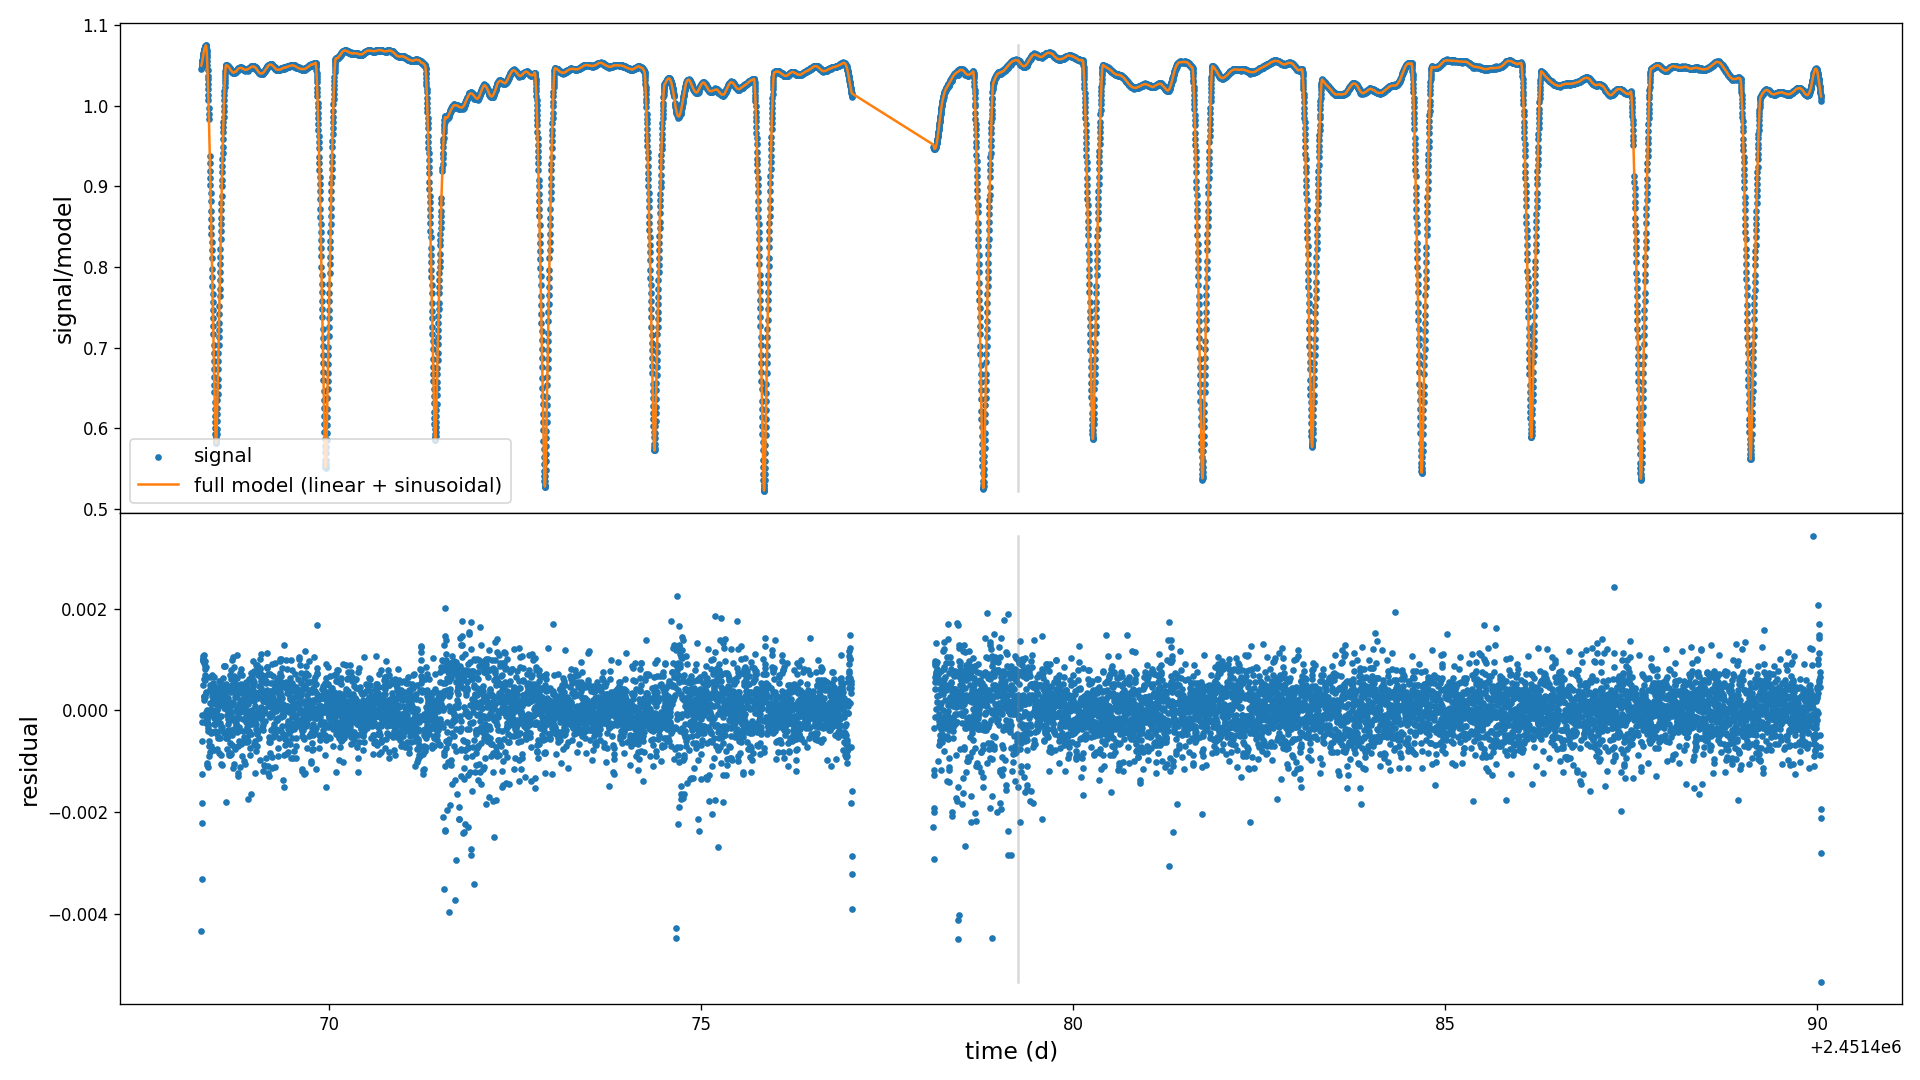 1.1
1.0
0.9
0.8
0.7
0.6
0.5
signal/model
signal
full model (linear + sinusoidal)
0.002
0.000
−0.002
−0.004
residual
70 75 80 85 90
time (d)
+2.4514e6